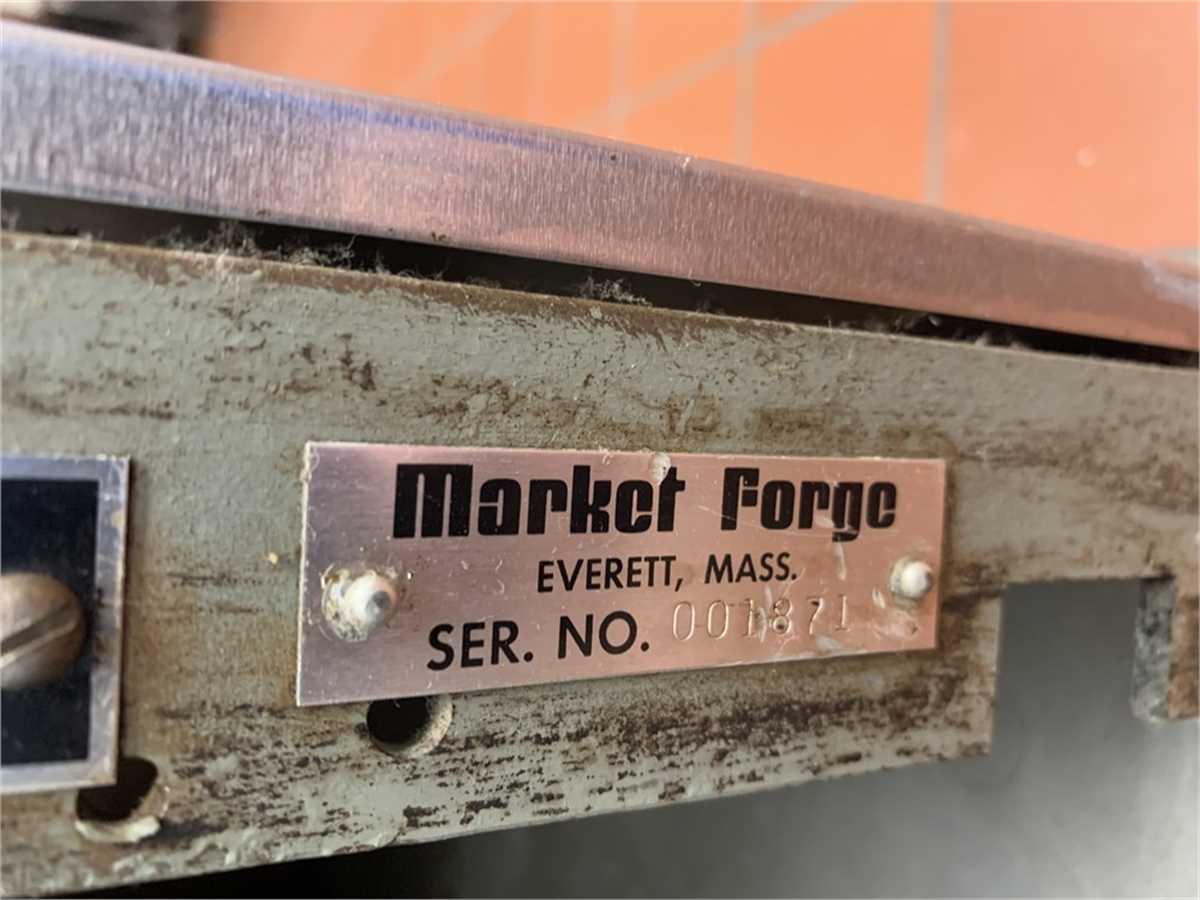 Market Forge
EVERETT, MASS.
SER. NO. 001871